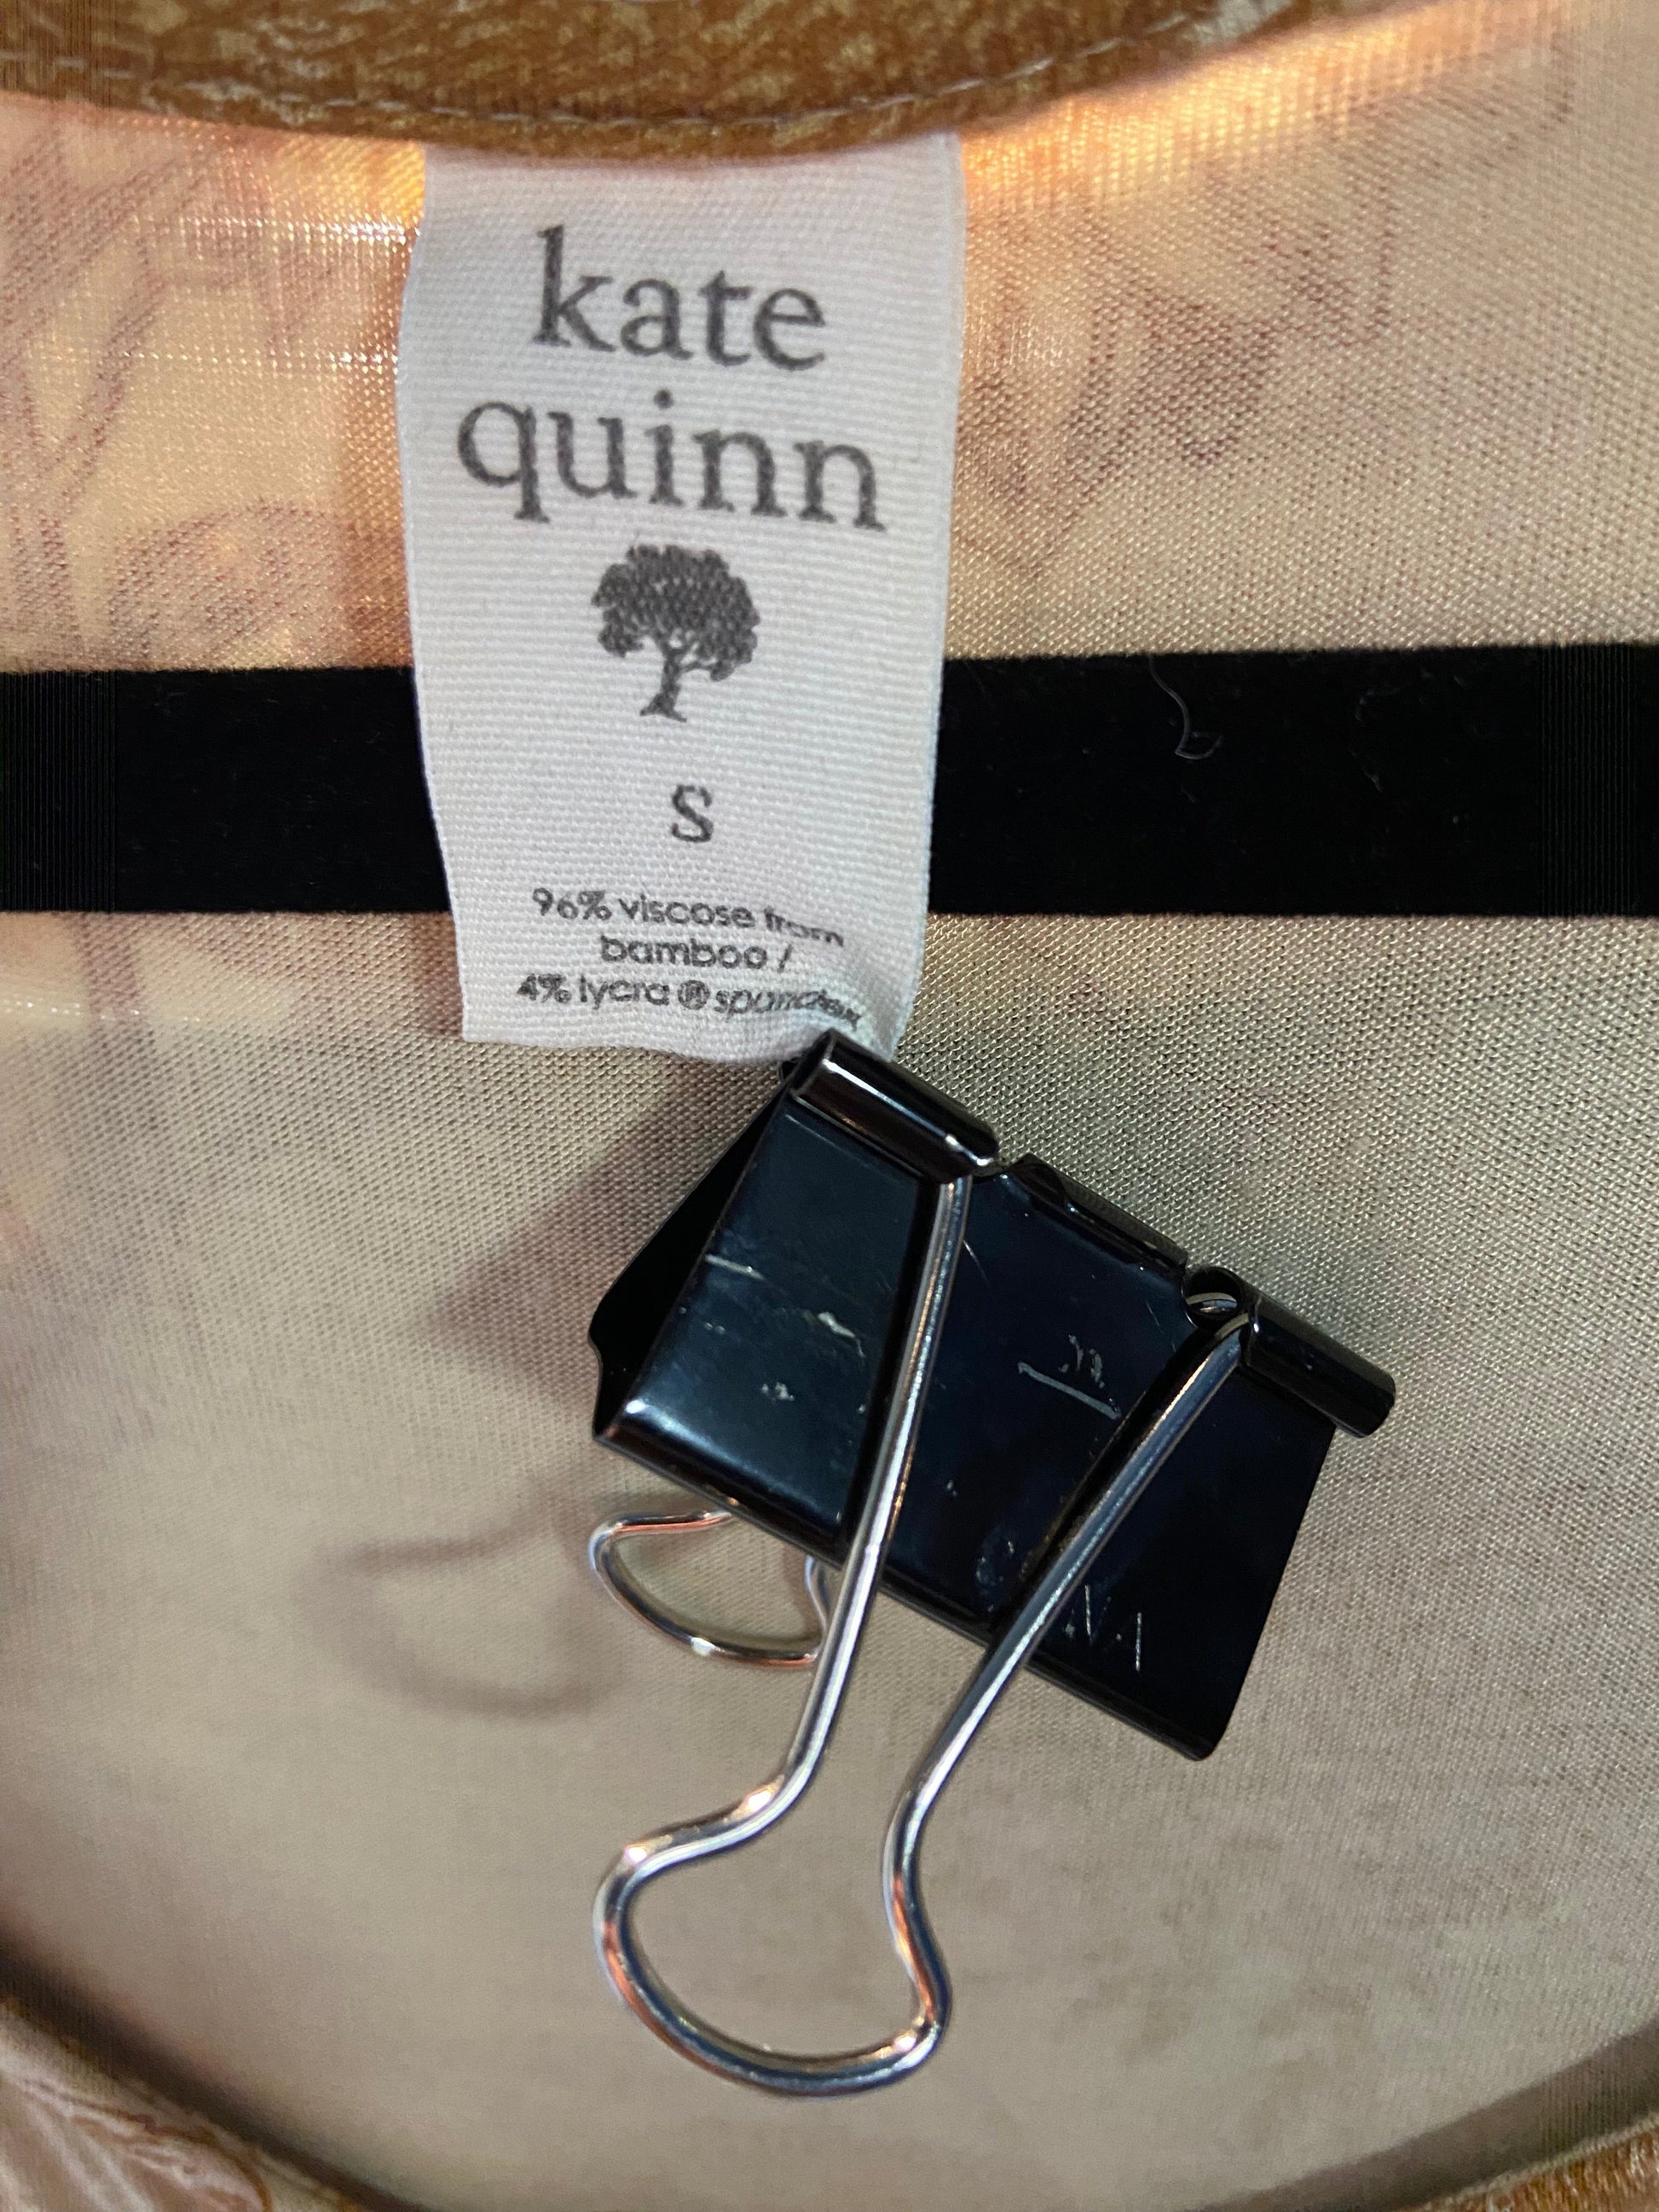 kate
quinn
S
96% viscose from
bamboo /
4% lycra ® spandex